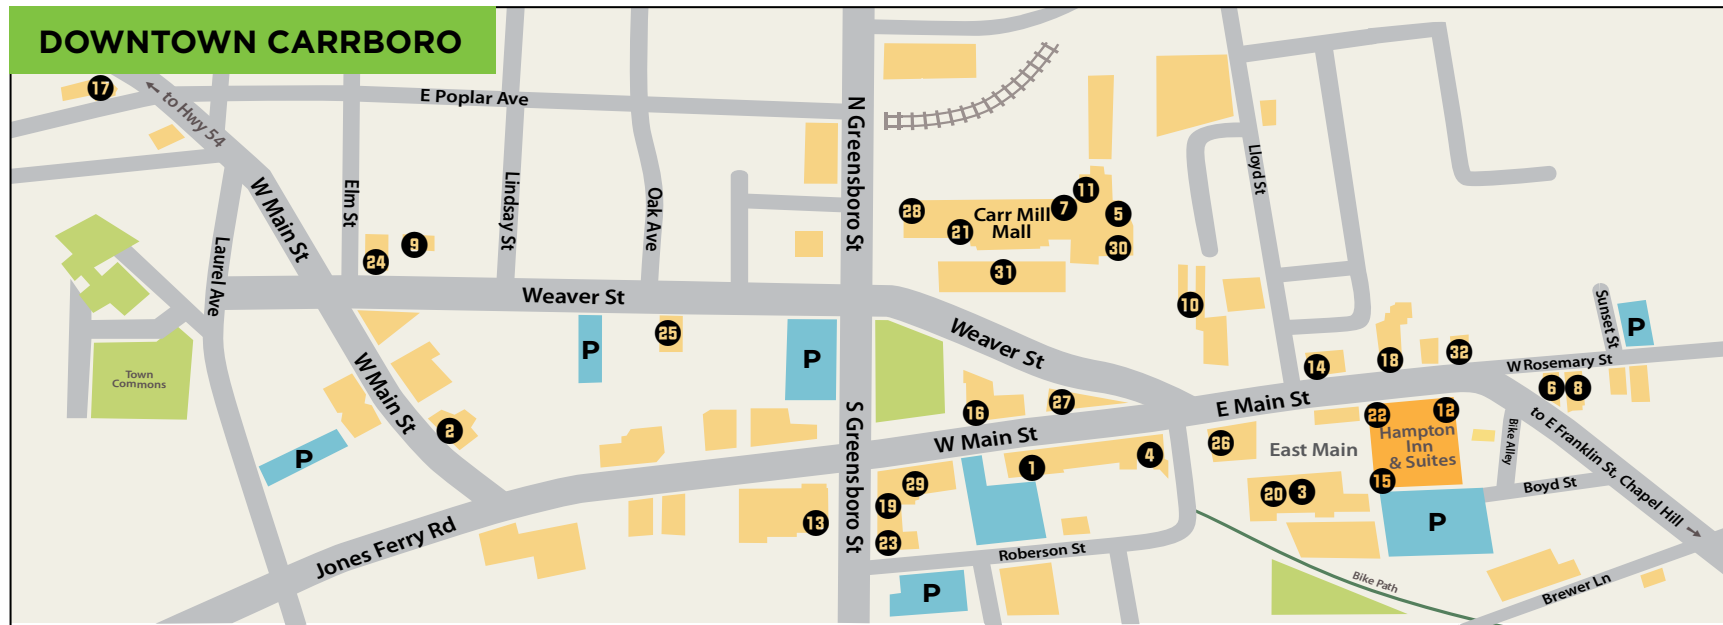 DOWNTOWN CARRBORO
17
to Hwy 54
E Poplar Ave
N Greensboro St
Lloyd St
Elm St
Lindsay St
Oak Ave
W Main St
Laurel Ave
9
24
28
21
Carr Mill
Mall
7
11
5
30
31
10
Weaver St
Weaver St
Sunset St
P
P
25
P
W Rosemary St
14
18
32
6
8
Town
Commons
W Main St
2
P
16
27
E Main St
22
12
Hampton
Inn
& Suites
15
East Main
26
W Main St
S Greensboro St
1
4
29
19
23
13
20
3
Bike Alley
to E Franklin St, Chapel Hill
Boyd St
P
Jones Ferry Rd
Roberson St
P
Bike Path
Brewer Ln